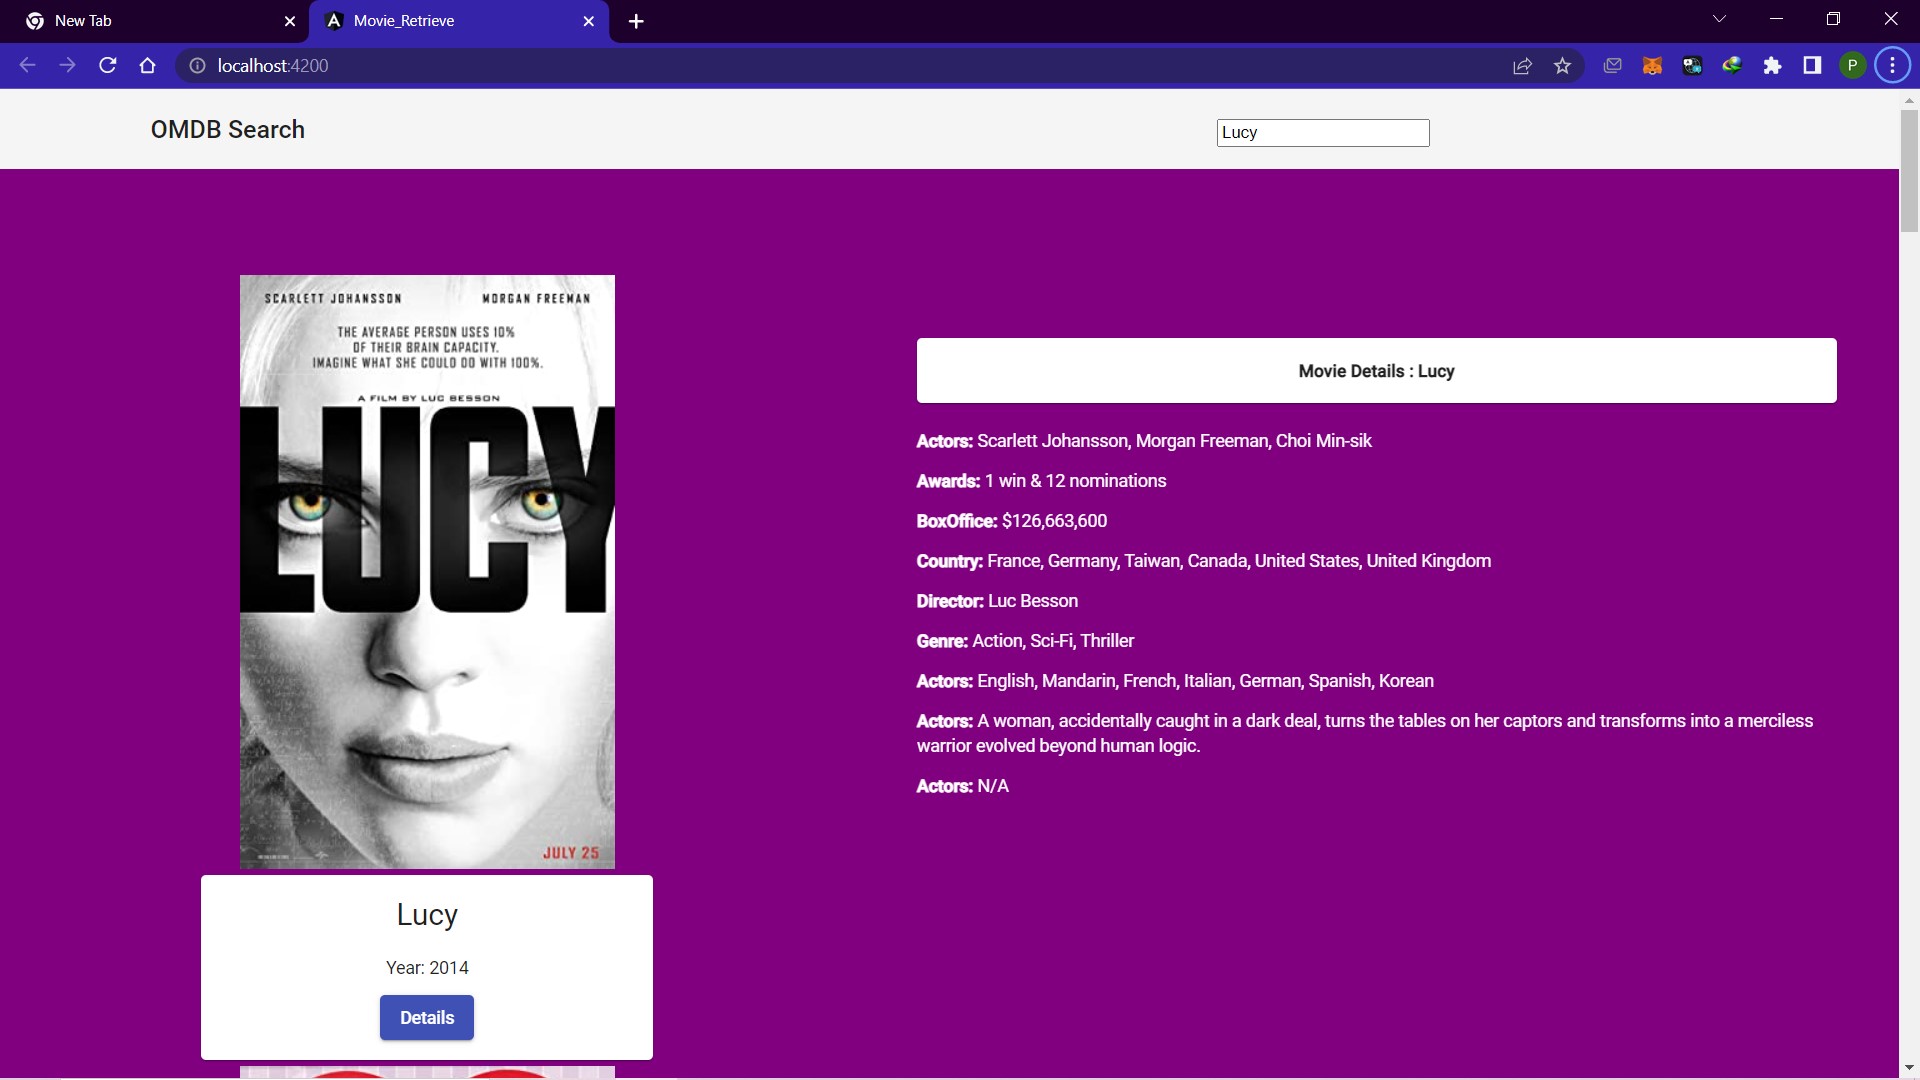 New Tab
Movie_Retrieve
localhost:4200
P
OMDB Search
Lucy
SCARLETT JOHANSSON MORGAN FREEMAN
THE AVERAGE PERSON USES 10%
OF THEIR BRAIN CAPACITY.
IMAGINE WHAT SHE COULD DO WITH 100%.
A FILM BY LUC BESSON
LUCY
JULY 25
Lucy
Year: 2014
Details
Movie Details : Lucy
Actors: Scarlett Johansson, Morgan Freeman, Choi Min-sik
Awards: 1 win & 12 nominations
BoxOffice: $126,663,600
Country: France, Germany, Taiwan, Canada, United States, United Kingdom
Director: Luc Besson
Genre: Action, Sci-Fi, Thriller
Actors: English, Mandarin, French, Italian, German, Spanish, Korean
Actors: A woman, accidentally caught in a dark deal, turns the tables on her captors and transforms into a merciless
warrior evolved beyond human logic.
Actors: N/A